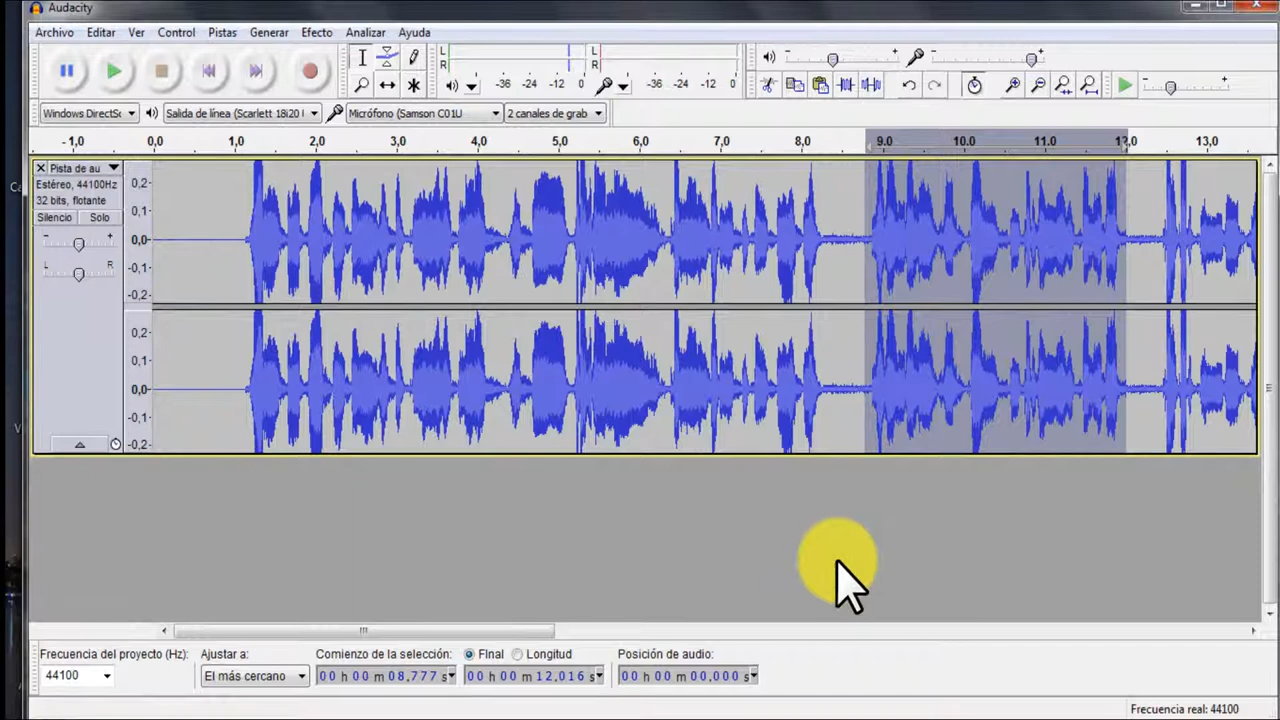 Audacity
Archivo Editar Ver Control Pistas Generar Efecto Analizar Ayuda
L
R
-36 -24 -12 0
L
R
-36 -24 -12 0
Windows DirectSc
Salida de línea (Scarlett 18i20 I
Micrófono (Samson C01U
2 canales de grab
-1,0 0,0 1,0 2,0 3,0 4,0 5,0 6,0 7,0 8,0 9,0 10,0 11,0 12,0 13,0
Pista de au
Estéreo, 44100Hz
32 bits, flotante
Silencio Solo
- +
L R
0,2
0,1
0,0
-0,1
-0,2
0,2
0,1
0,0
-0,1
-0,2
Frecuencia del proyecto (Hz):
44100
Ajustar a:
El más cercano
Comienzo de la selección:
00 h 00 m 08,777 s
FInal
Longitud
00 h 00 m 12,016 s
Posición de audio:
00 h 00 m 00,000 s
Frecuencia real: 44100